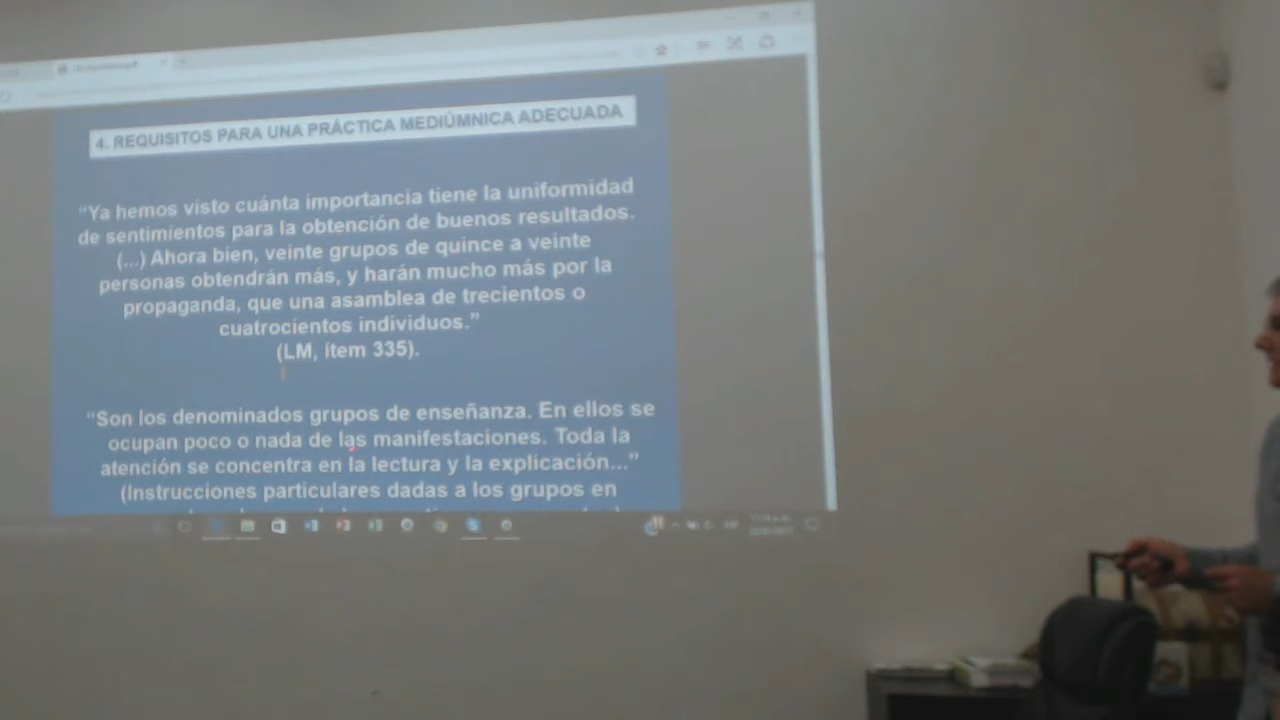 4. REQUISITOS PARA UNA PRÁCTICA MEDIÚMNICA ADECUADA
“Ya hemos visto cuánta importancia tiene la uniformidad
de sentimientos para la obtención de buenos resultados.
(...) Ahora bien, veinte grupos de quince a veinte
personas obtendrán más, y harán mucho más por la
propaganda, que una asamblea de trecientos o
cuatrocientos individuos.”
(LM, ítem 335).
“Son los denominados grupos de enseñanza. En ellos se
ocupan poco o nada de las manifestaciones. Toda la
atención se concentra en la lectura y la explicación...”
(Instrucciones particulares dadas a los grupos en